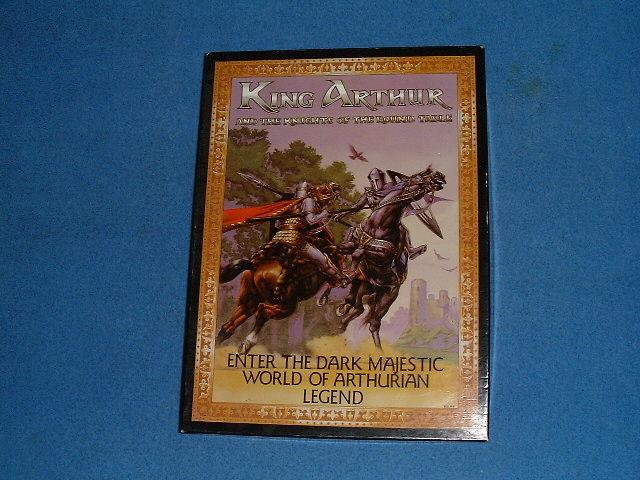 KING ARTHUR
AND THE KNIGHTS OF THE ROUND TABLE
ENTER THE DARK MAJESTIC
WORLD OF ARTHURIAN
LEGEND